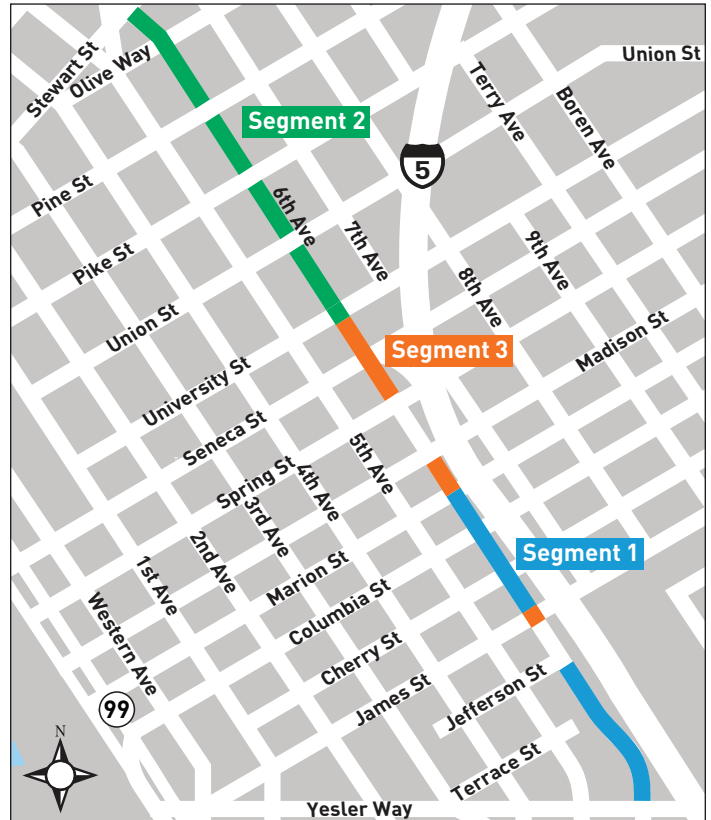 Union St
Stewart St
Olive Way
Terry Ave
Boren Ave
Segment 2
5
Pine St
6th Ave
7th Ave
9th Ave
Pike St
8th Ave
Union St
Madison St
Segment 3
University St
Seneca St
5th Ave
Spring St
4th Ave
3rd Ave
2nd Ave
1st Ave
Segment 1
Marion St
Columbia St
Western Ave
Cherry St
James St
Jefferson St
99
N
Terrace St
Yesler Way